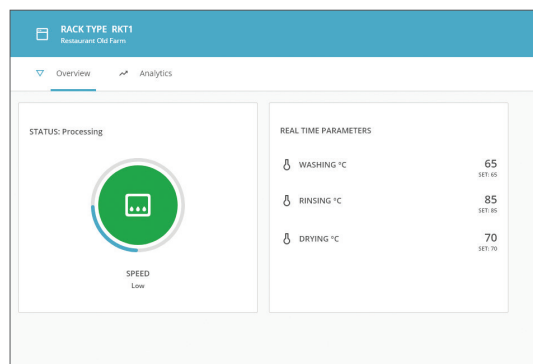 RACK TYPE RKT1
Restaurant Old Farm
Overview
Analytics
STATUS: Processing
SPEED
Low
REAL TIME PARAMETERS
WASHING °C
65
SET: 65
RINSING °C
85
SET: 85
DRYING °C
70
SET: 70